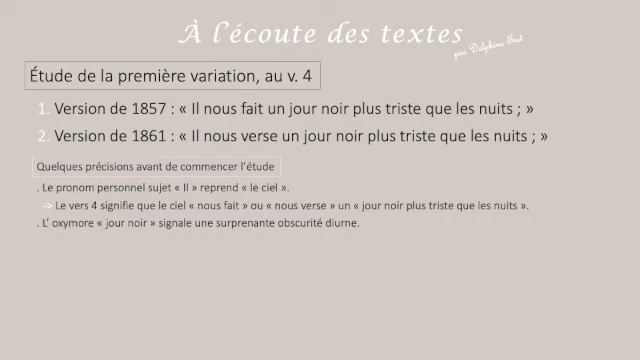 À l'écoute des textes
par Delphine Gest
Étude de la première variation, au v. 4
1. Version de 1857 : « Il nous fait un jour noir plus triste que les nuits ; »
2. Version de 1861 : « Il nous verse un jour noir plus triste que les nuits ; »
Quelques précisions avant de commencer l'étude
. Le pronom personnel sujet « Il » reprend « le ciel ».
-> Le vers 4 signifie que le ciel « nous fait » ou « nous verse » un « jour noir plus triste que les nuits ».
. L' oxymore « jour noir » signale une surprenante obscurité diurne.